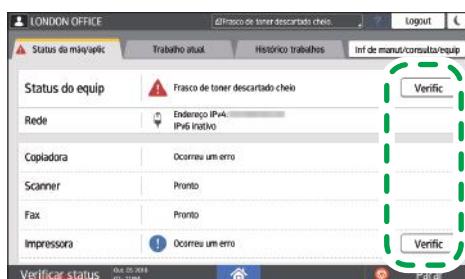 LONDON OFFICE
Frasco de toner descartado cheio.
Logout
Status da máq/aplic
Trabalho atual
Histórico trabalhos
Inf de manut/consulta/equip
Status do equip
Frasco de toner descartado cheio
Verific
Rede
Endereço IPv4:
IPv6 Inativo
Copiadora
Ocorreu um erro
Scanner
Pronto
Fax
Pronto
Impressora
Ocorreu um erro
Verific
Verificar status
Parar